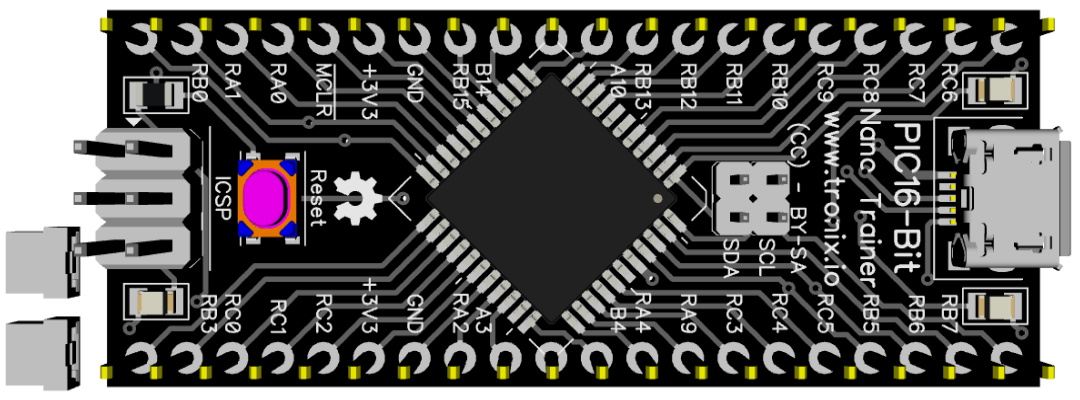 RB0
RA1
RA0
MCLR
+3V3
GND
RB15
B14
A10
RB13
RB12
RB11
RB10
RC9
RC8
RC7
RC6
ICSP
Reset
SDA
SCL
(CC) - BY-SA
www.tronix.io
Nano Trainer
PIC16-Bit
RB3
RC0
RC1
RC2
+3V3
GND
RA2
A3
B4
RA4
RA9
RC3
RC4
RC5
RB5
RB6
RB7